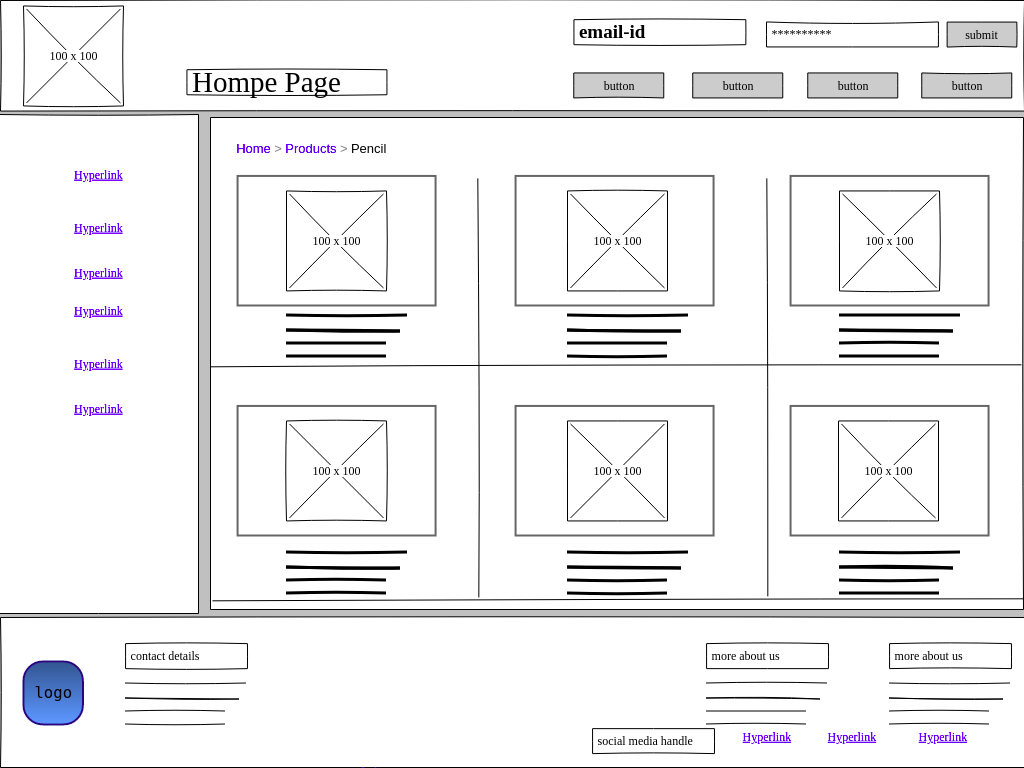 100 x 100
email-id
**********
submit
Hompe Page
button
button
button
button
Hyperlink
Hyperlink
Hyperlink
Hyperlink
Hyperlink
Hyperlink
Home > Products > Pencil
100 x 100
100 x 100
100 x 100
100 x 100
100 x 100
100 x 100
logo
contact details
more about us
more about us
social media handle
Hyperlink
Hyperlink
Hyperlink